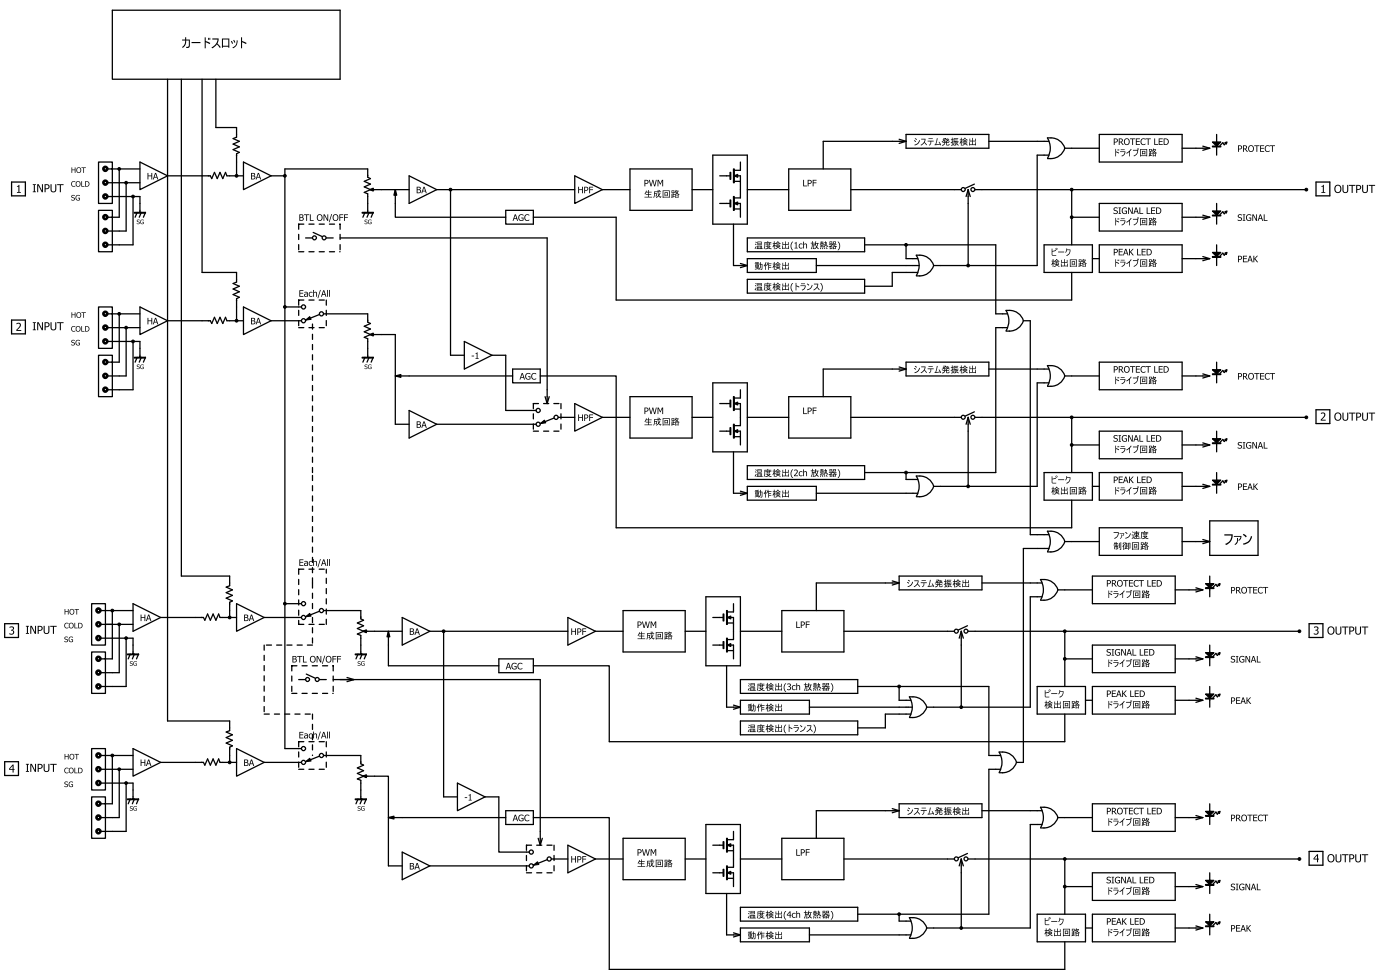 カードスロット
1 INPUT
HOT
COLD
SG
HA
SG
BA
SG
BTL ON/OFF
BA
AGC
HPF
PWM
生成回路
LPF
システム発振検出
温度検出(1ch 放熱器)
動作検出
温度検出(トランス)
PROTECT LED
ドライブ回路
PROTECT
1 OUTPUT
SIGNAL LED
ドライブ回路
SIGNAL
ピーク
検出回路
PEAK LED
ドライブ回路
PEAK
2 INPUT
HOT
COLD
SG
HA
SG
BA
Each/All
SG
-1
AGC
BA
HPF
PWM
生成回路
LPF
システム発振検出
温度検出(2ch 放熱器)
動作検出
PROTECT LED
ドライブ回路
PROTECT
2 OUTPUT
SIGNAL LED
ドライブ回路
SIGNAL
ピーク
検出回路
PEAK LED
ドライブ回路
PEAK
ファン速度
制御回路
ファン
3 INPUT
HOT
COLD
SG
HA
SG
BA
Each/All
SG
BTL ON/OFF
BA
AGC
HPF
PWM
生成回路
LPF
システム発振検出
温度検出(3ch 放熱器)
動作検出
温度検出(トランス)
PROTECT LED
ドライブ回路
PROTECT
3 OUTPUT
SIGNAL LED
ドライブ回路
SIGNAL
ピーク
検出回路
PEAK LED
ドライブ回路
PEAK
4 INPUT
HOT
COLD
SG
HA
SG
BA
Each/All
SG
-1
AGC
BA
HPF
PWM
生成回路
LPF
システム発振検出
温度検出(4ch 放熱器)
動作検出
PROTECT LED
ドライブ回路
PROTECT
4 OUTPUT
SIGNAL LED
ドライブ回路
SIGNAL
ピーク
検出回路
PEAK LED
ドライブ回路
PEAK